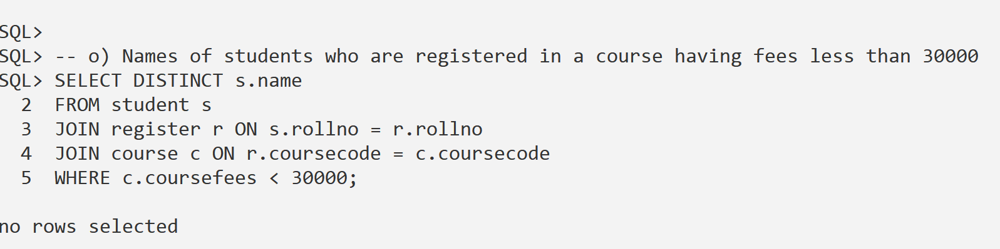 SQL>
SQL> -- o) Names of students who are registered in a course having fees less than 30000
SQL> SELECT DISTINCT s.name
2 FROM student s
3 JOIN register r ON s.rollno = r.rollno
4 JOIN course c ON r.coursecode = c.coursecode
5 WHERE c.coursefees < 30000;
no rows selected